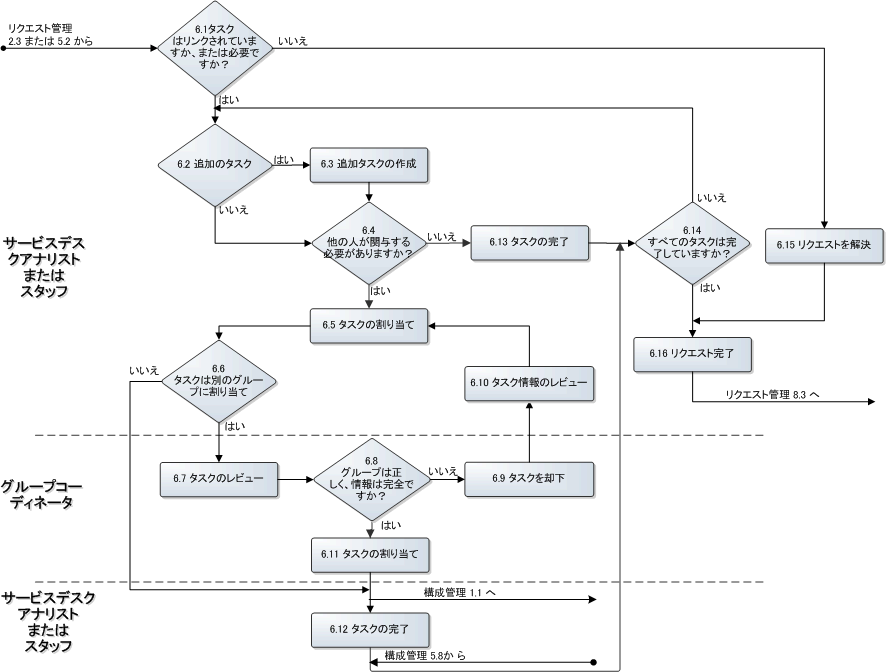 リクエスト管理
2.3 または 5.2 から
6.1タスク
はリンクされていま
すか、または必要で
すか？
いいえ
はい
6.2 追加のタスク
はい
6.3 追加タスクの作成
いいえ
6.4
他の人が関与する
必要がありますか?
いいえ
6.13 タスクの完了
6.14
すべてのタスクは完
了していますか？
いいえ
6.15 リクエストを解決
サービスデス
クアナリスト
または
スタッフ
はい
はい
6.5 タスクの割り当て
6.16 リクエスト完了
リクエスト管理 8.3 へ
いいえ
6.6
タスクは別のグルー
プに割り当て
6.10 タスク情報のレビュー
はい
グループコー
ディネータ
6.7 タスクのレビュー
6.8
グループは正
しく、情報は完全で
すか？
いいえ
6.9 タスクを却下
はい
6.11 タスクの割り当て
サービスデスク
アナリスト
または
スタッフ
構成管理 1.1 へ
6.12 タスクの完了
構成管理 5.8から